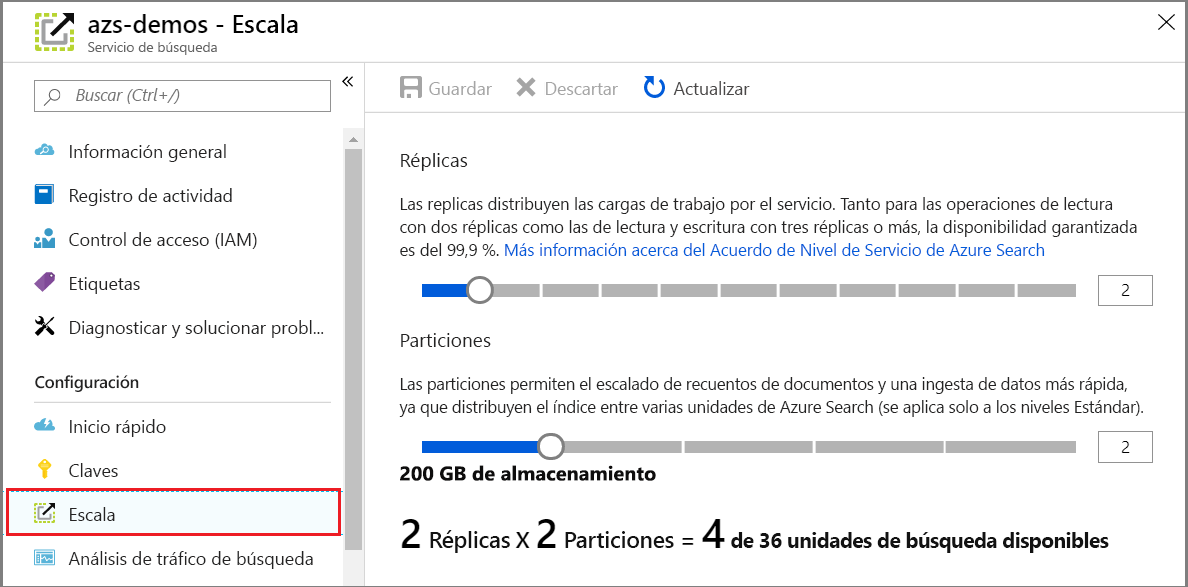 azs-demos - Escala
Servicio de búsqueda
Buscar (Ctrl+/)
Información general
Registro de actividad
Control de acceso (IAM)
Etiquetas
Diagnosticar y solucionar probl...
Configuración
Inicio rápido
Claves
Escala
Análisis de tráfico de búsqueda
Guardar Descartar Actualizar
Réplicas
Las replicas distribuyen las cargas de trabajo por el servicio. Tanto para las operaciones de lectura
con dos réplicas como las de lectura y escritura con tres réplicas o más, la disponibilidad garantizada
es del 99,9 %. Más información acerca del Acuerdo de Nivel de Servicio de Azure Search
2
Particiones
Las particiones permiten el escalado de recuentos de documentos y una ingesta de datos más rápida,
ya que distribuyen el índice entre varias unidades de Azure Search (se aplica solo a los niveles Estándar).
2
200 GB de almacenamiento
2 Réplicas X 2 Particiones = 4 de 36 unidades de búsqueda disponibles